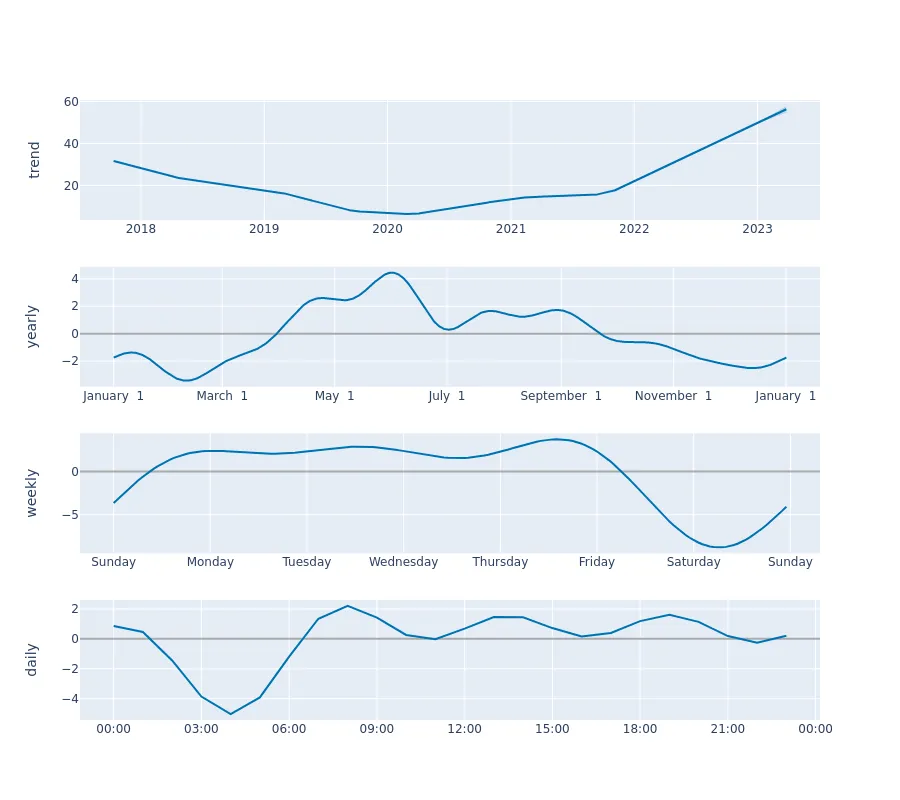 trend
60
40
20
2018 2019 2020 2021 2022 2023
yearly
4
2
0
−2
January 1 March 1 May 1 July 1 September 1 November 1 January 1
weekly
0
−5
Sunday Monday Tuesday Wednesday Thursday Friday Saturday Sunday
daily
2
0
−2
−4
00:00 03:00 06:00 09:00 12:00 15:00 18:00 21:00 00:00